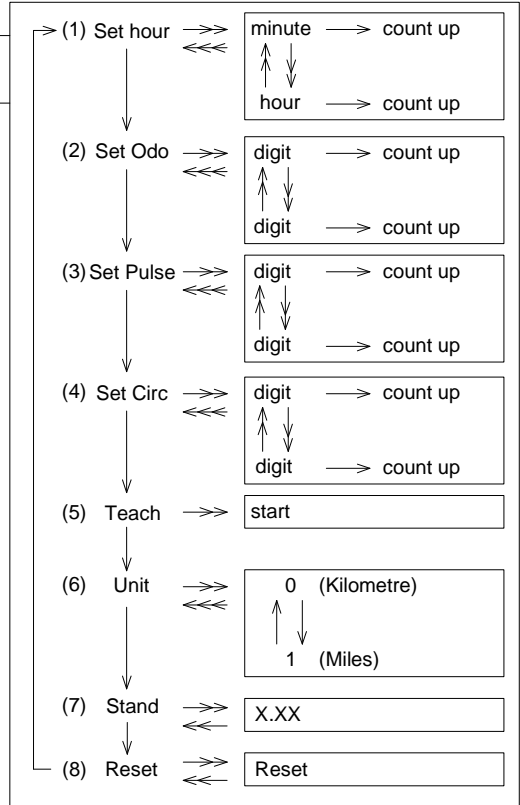 (1) Set hour minute count up
hour count up
(2) Set Odo digit count up
digit count up
(3) Set Pulse digit count up
digit count up
(4) Set Circ digit count up
digit count up
(5) Teach start
(6) Unit 0 (Kilometre)
1 (Miles)
(7) Stand X.XX
(8) Reset Reset